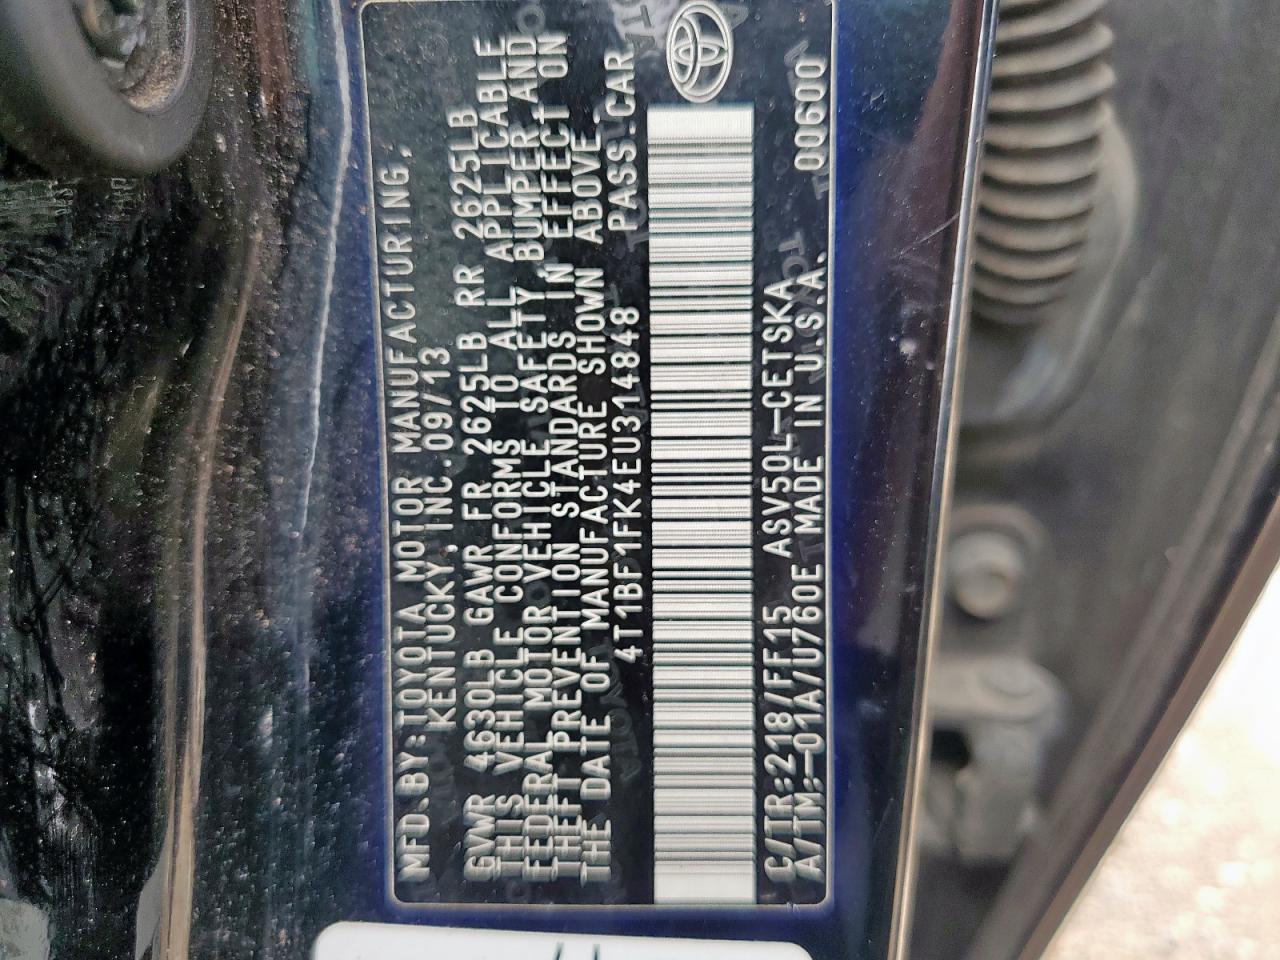 MFD.BY:TOYOTA MOTOR MANUFACTURING,
KENTUCKY, INC. 09/13
GVWR 4630LB GAWR FR 2625LB RR 2625LB
THIS VEHICLE CONFORMS TO ALL APPLICABLE
FEDERAL MOTOR VEHICLE SAFETY, BUMPER AND
THEFT PREVENTION STANDARDS IN EFFECT ON
THE DATE OF MANUFACTURE SHOWN ABOVE.
4T1BF1FK4EU314848 PASS.CAR
C/TR:218/FF15 ASV50L-CETSKA
A/TM:-01A/U760E MADE IN U.S.A. 00600